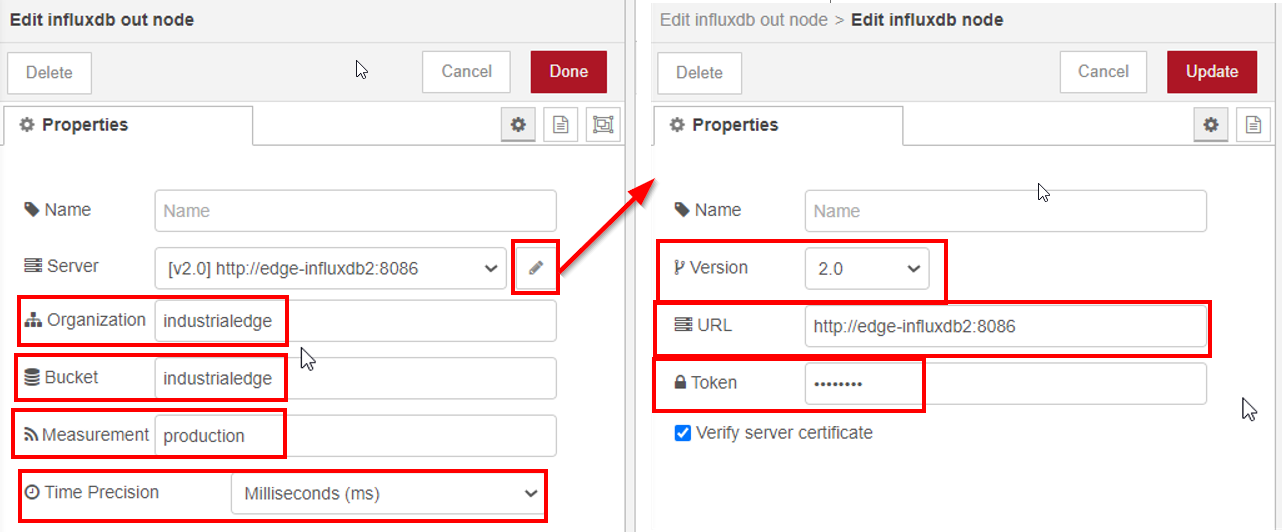 Edit influxdb out node
Delete
Cancel
Done
Properties
Name
Name
Server
[v2.0] http://edge-influxdb2:8086
Organization
industrialedge
Bucket
industrialedge
Measurement
production
Time Precision
Milliseconds (ms)
Edit influxdb out node > Edit influxdb node
Delete
Cancel
Update
Properties
Name
Name
Version
2.0
URL
http://edge-influxdb2:8086
Token
••••••••
Verify server certificate